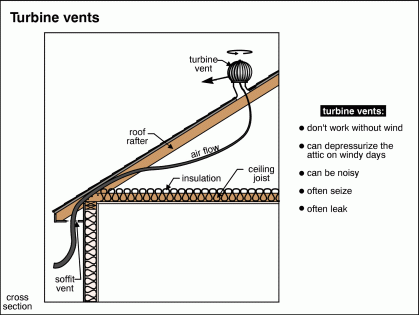 Turbine vents
turbine
vent
roof
rafter
air flow
insulation
ceiling
joist
soffit
vent
cross
section
turbine vents:
● don't work without wind
● can depressurize the
attic on windy days
● can be noisy
● often seize
● often leak